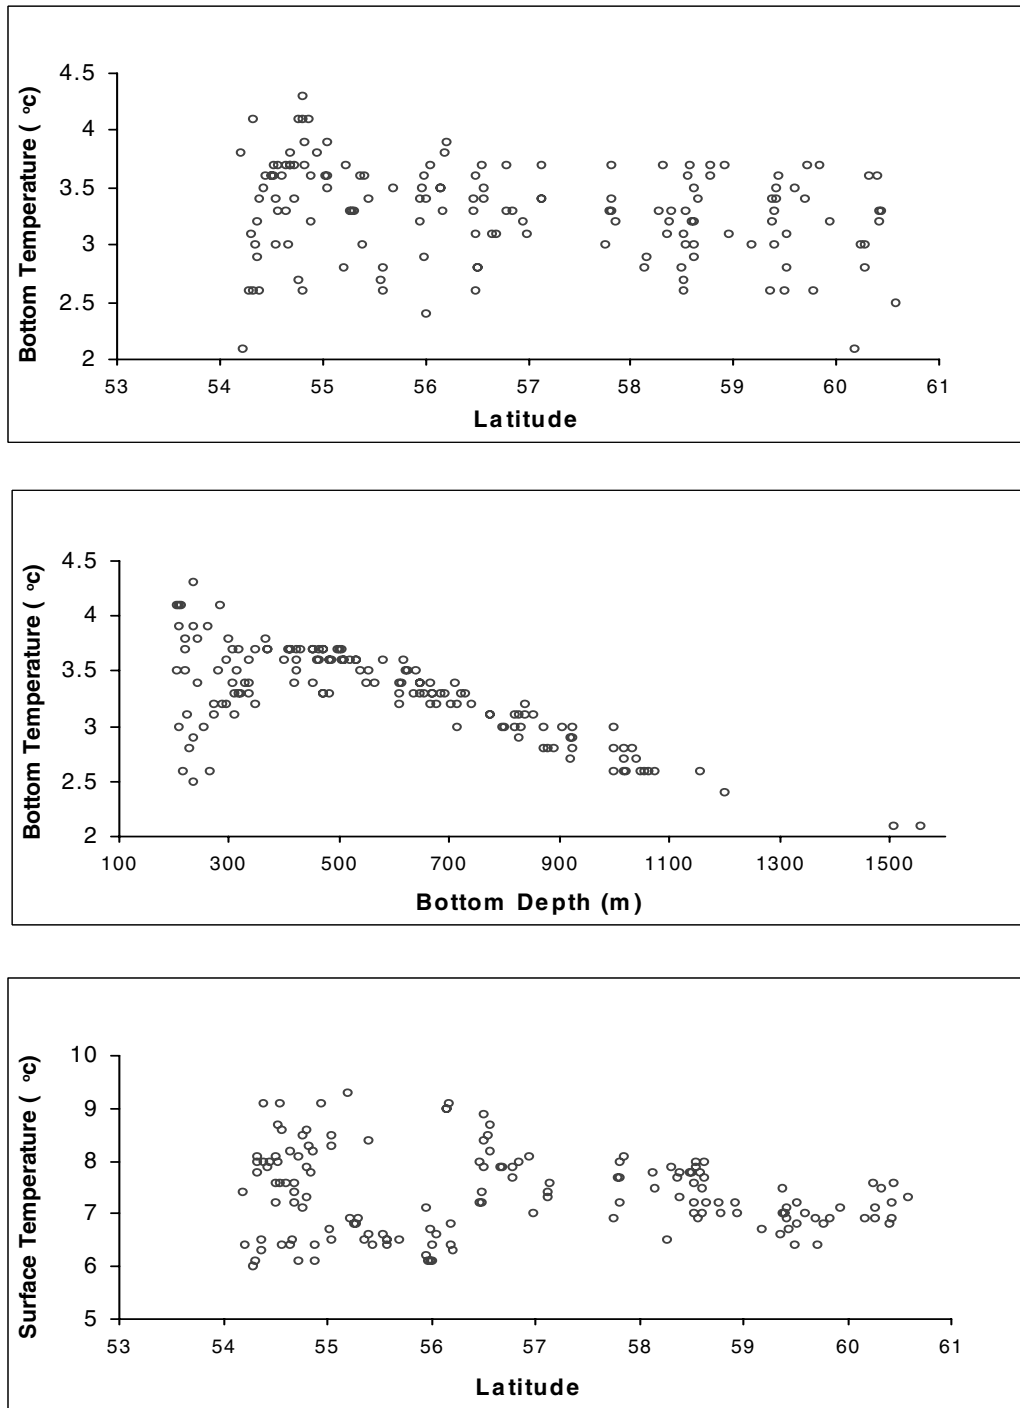 Bottom Temperature ( °c)
4.5
4
3.5
3
2.5
2
53 54 55 56 57 58 59 60 61
Latitude
Bottom Temperature ( °c)
4.5
4
3.5
3
2.5
2
100 300 500 700 900 1100 1300 1500
Bottom Depth (m)
Surface Temperature ( °c)
10
9
8
7
6
5
53 54 55 56 57 58 59 60 61
Latitude